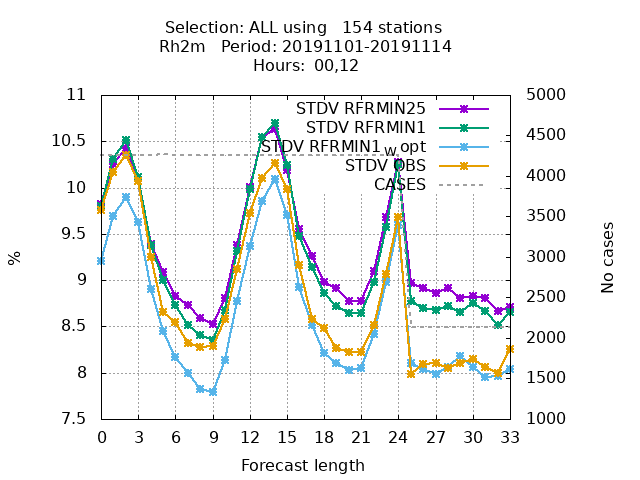 Selection: ALL using   154 stations
Rh2m   Period: 20191101-20191114
Hours:  00,12
11
10.5
10
9.5
9
8.5
8
7.5
%
5000
4500
4000
3500
3000
2500
2000
1500
1000
No cases
STDV RFRMIN25
STDV RFRMIN1
STDV RFRMIN1_w_opt
STDV OBS
CASES
0 3 6 9 12 15 18 21 24 27 30 33
Forecast length